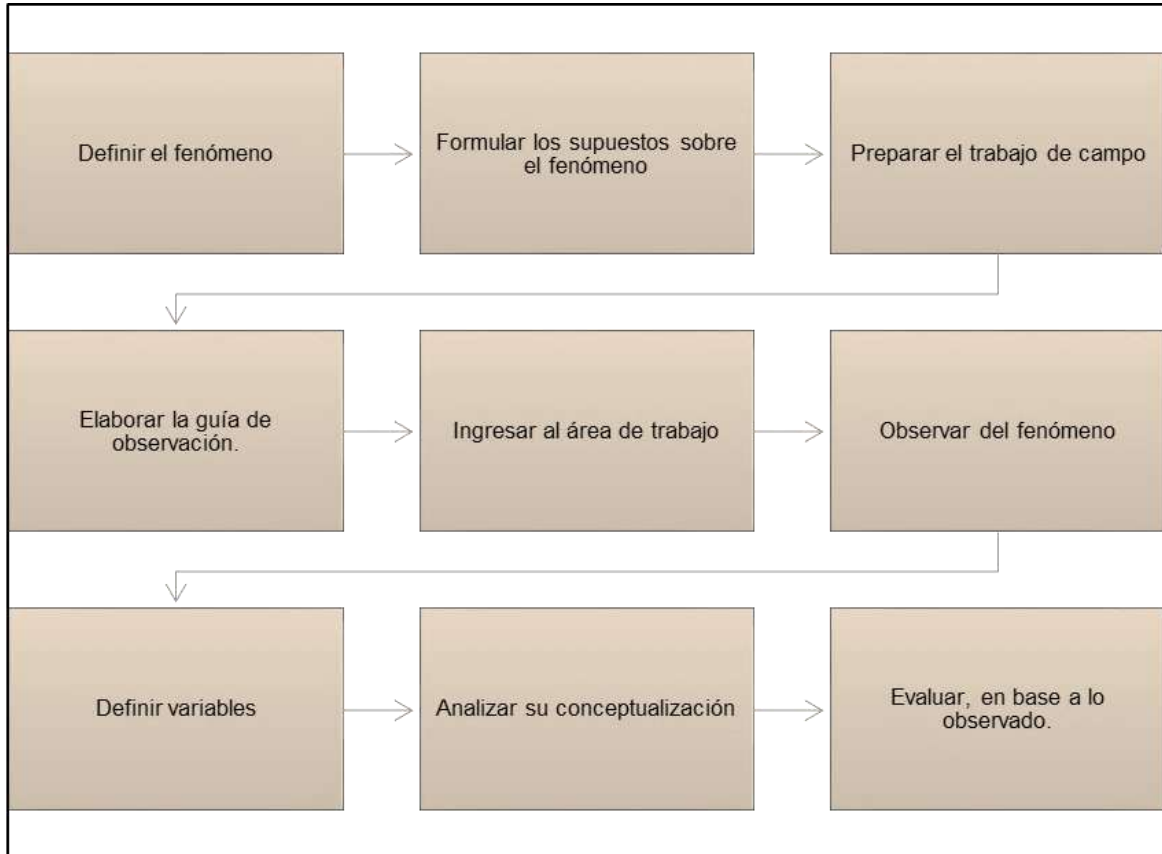 Definir el fenómeno
Formular los supuestos sobre
el fenómeno
Preparar el trabajo de campo
Elaborar la guía de
observación.
Ingresar al área de trabajo
Observar del fenómeno
Definir variables
Analizar su conceptualización
Evaluar, en base a lo
observado.